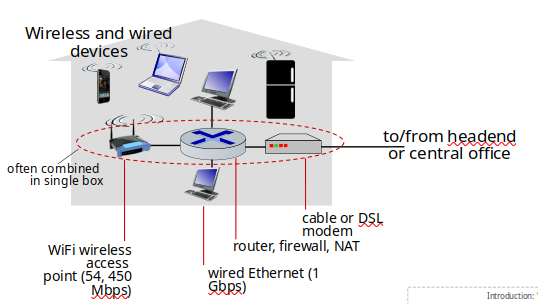 Wireless and wired
devices
to/from headend
or central office
often combined
in single box
cable or DSL
modem
router, firewall, NAT
WiFi wireless
access
point (54, 450
Mbps)
wired Ethernet (1
Gbps)
Introduction: